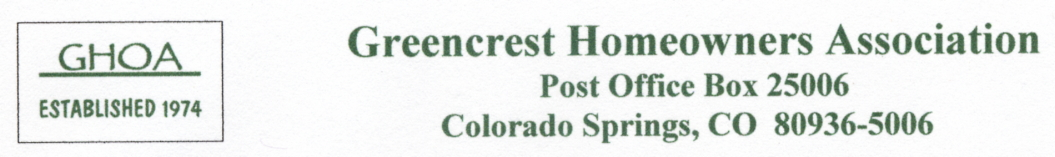 GHOA
ESTABLISHED 1974
Greencrest Homeowners Association
Post Office Box 25006
Colorado Springs, CO 80936-5006